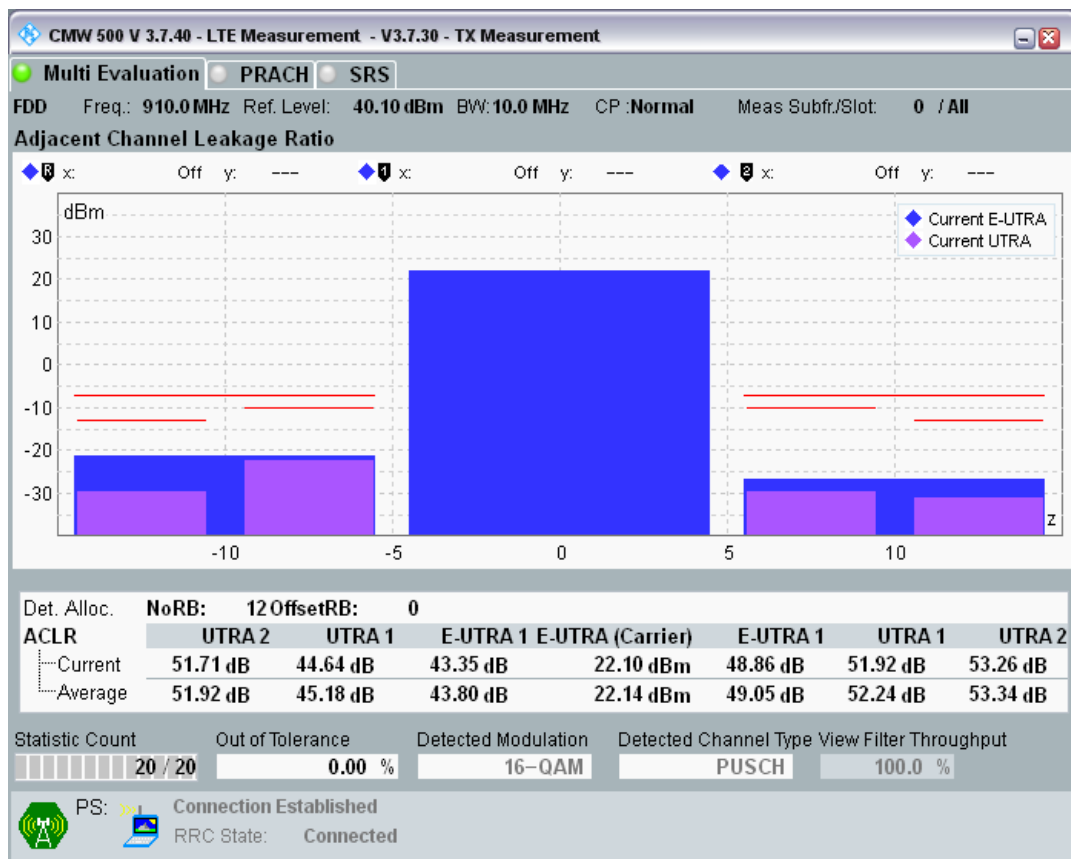 CMW 500 V 3.7.40 - LTE Measurement - V3.7.30 - TX Measurement
Multi Evaluation PRACH SRS
FDD Freq.: 910.0 MHz Ref. Level: 40.10 dBm BW: 10.0 MHz CP :Normal Meas Subfr./Slot: 0 / All
Adjacent Channel Leakage Ratio
R x: Off y: --- 1 x: Off y: --- 2 x: Off y: ---
dBm
Current E-UTRA
Current UTRA
30
20
10
0
-10
-20
-30
z
-10 -5 0 5 10
Det. Alloc. NoRB: 12 OffsetRB: 0
ACLR UTRA 2 UTRA 1 E-UTRA 1 E-UTRA (Carrier) E-UTRA 1 UTRA 1 UTRA 2
Current 51.71 dB 44.64 dB 43.35 dB 22.10 dBm 48.86 dB 51.92 dB 53.26 dB
Average 51.92 dB 45.18 dB 43.80 dB 22.14 dBm 49.05 dB 52.24 dB 53.34 dB
Statistic Count Out of Tolerance Detected Modulation Detected Channel Type View Filter Throughput
20 / 20 0.00 % 16-QAM PUSCH 100.0 %
PS: Connection Established
RRC State: Connected